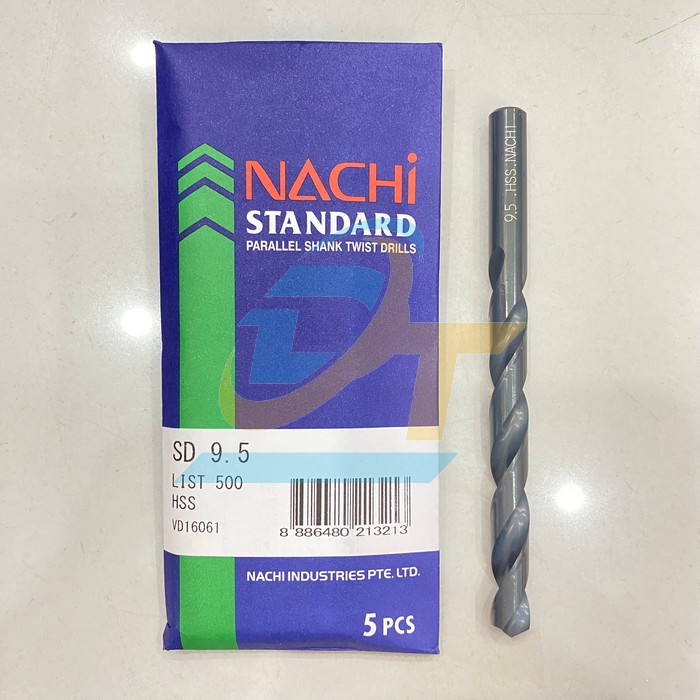 NACHi
STANDARD
PARALLEL SHANK TWIST DRILLS
SD 9.5
LIST 500
HSS
VD16061
8 886480 213213
NACHI INDUSTRIES PTE. LTD.
5 PCS
9.5 .HSS.NACHI
DT